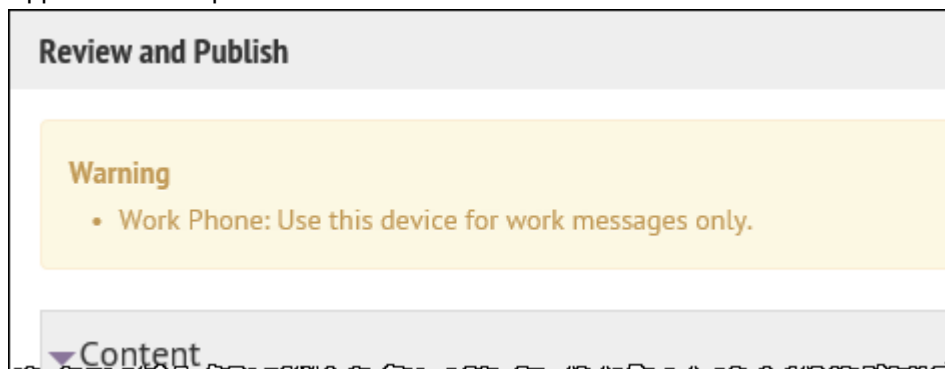 Review and Publish
Warning
• Work Phone: Use this device for work messages only.
Content